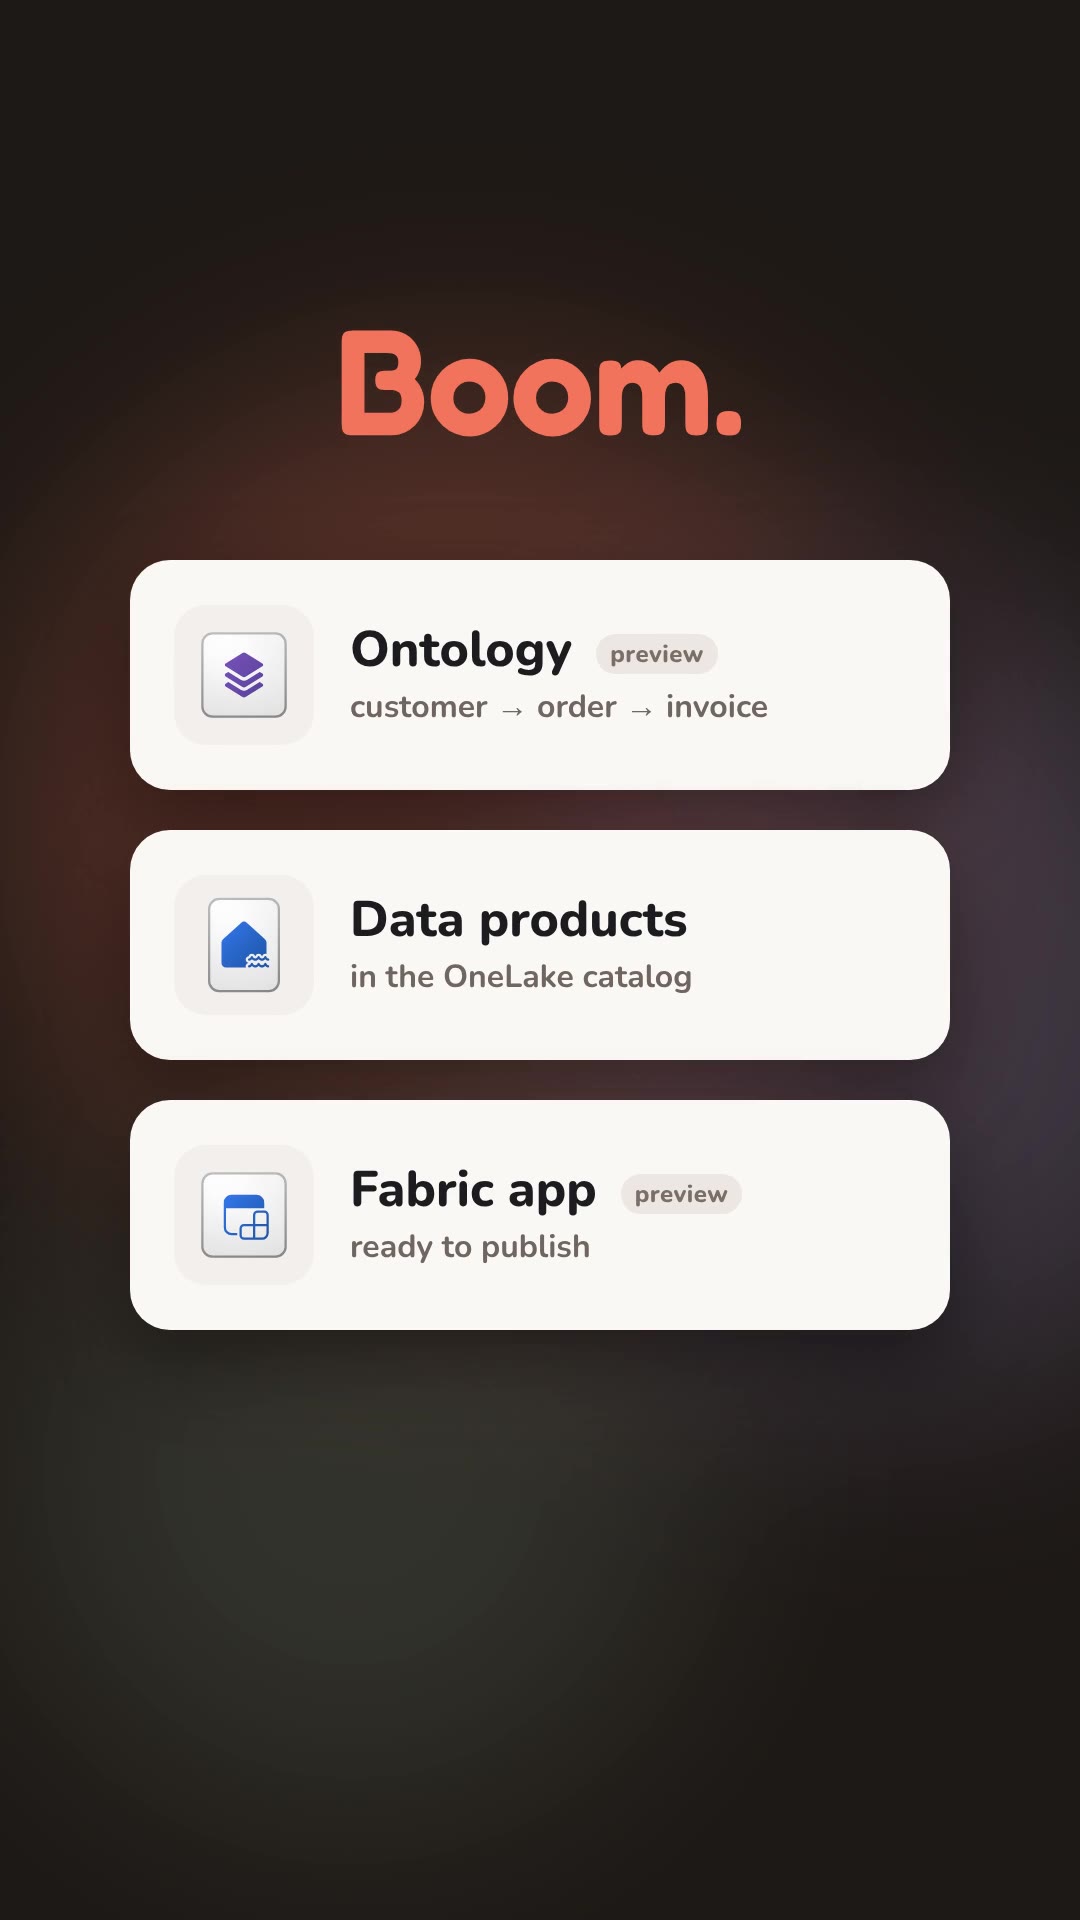 Boom.
Ontology preview
customer → order → invoice
Data products
in the OneLake catalog
Fabric app preview
ready to publish